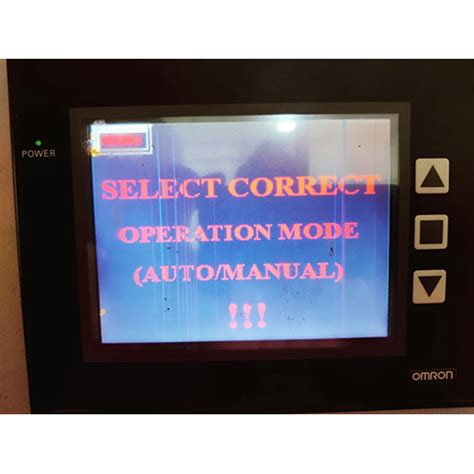 POWER
SELECT CORRECT
OPERATION MODE
(AUTO/MANUAL)
!!!
OMRON